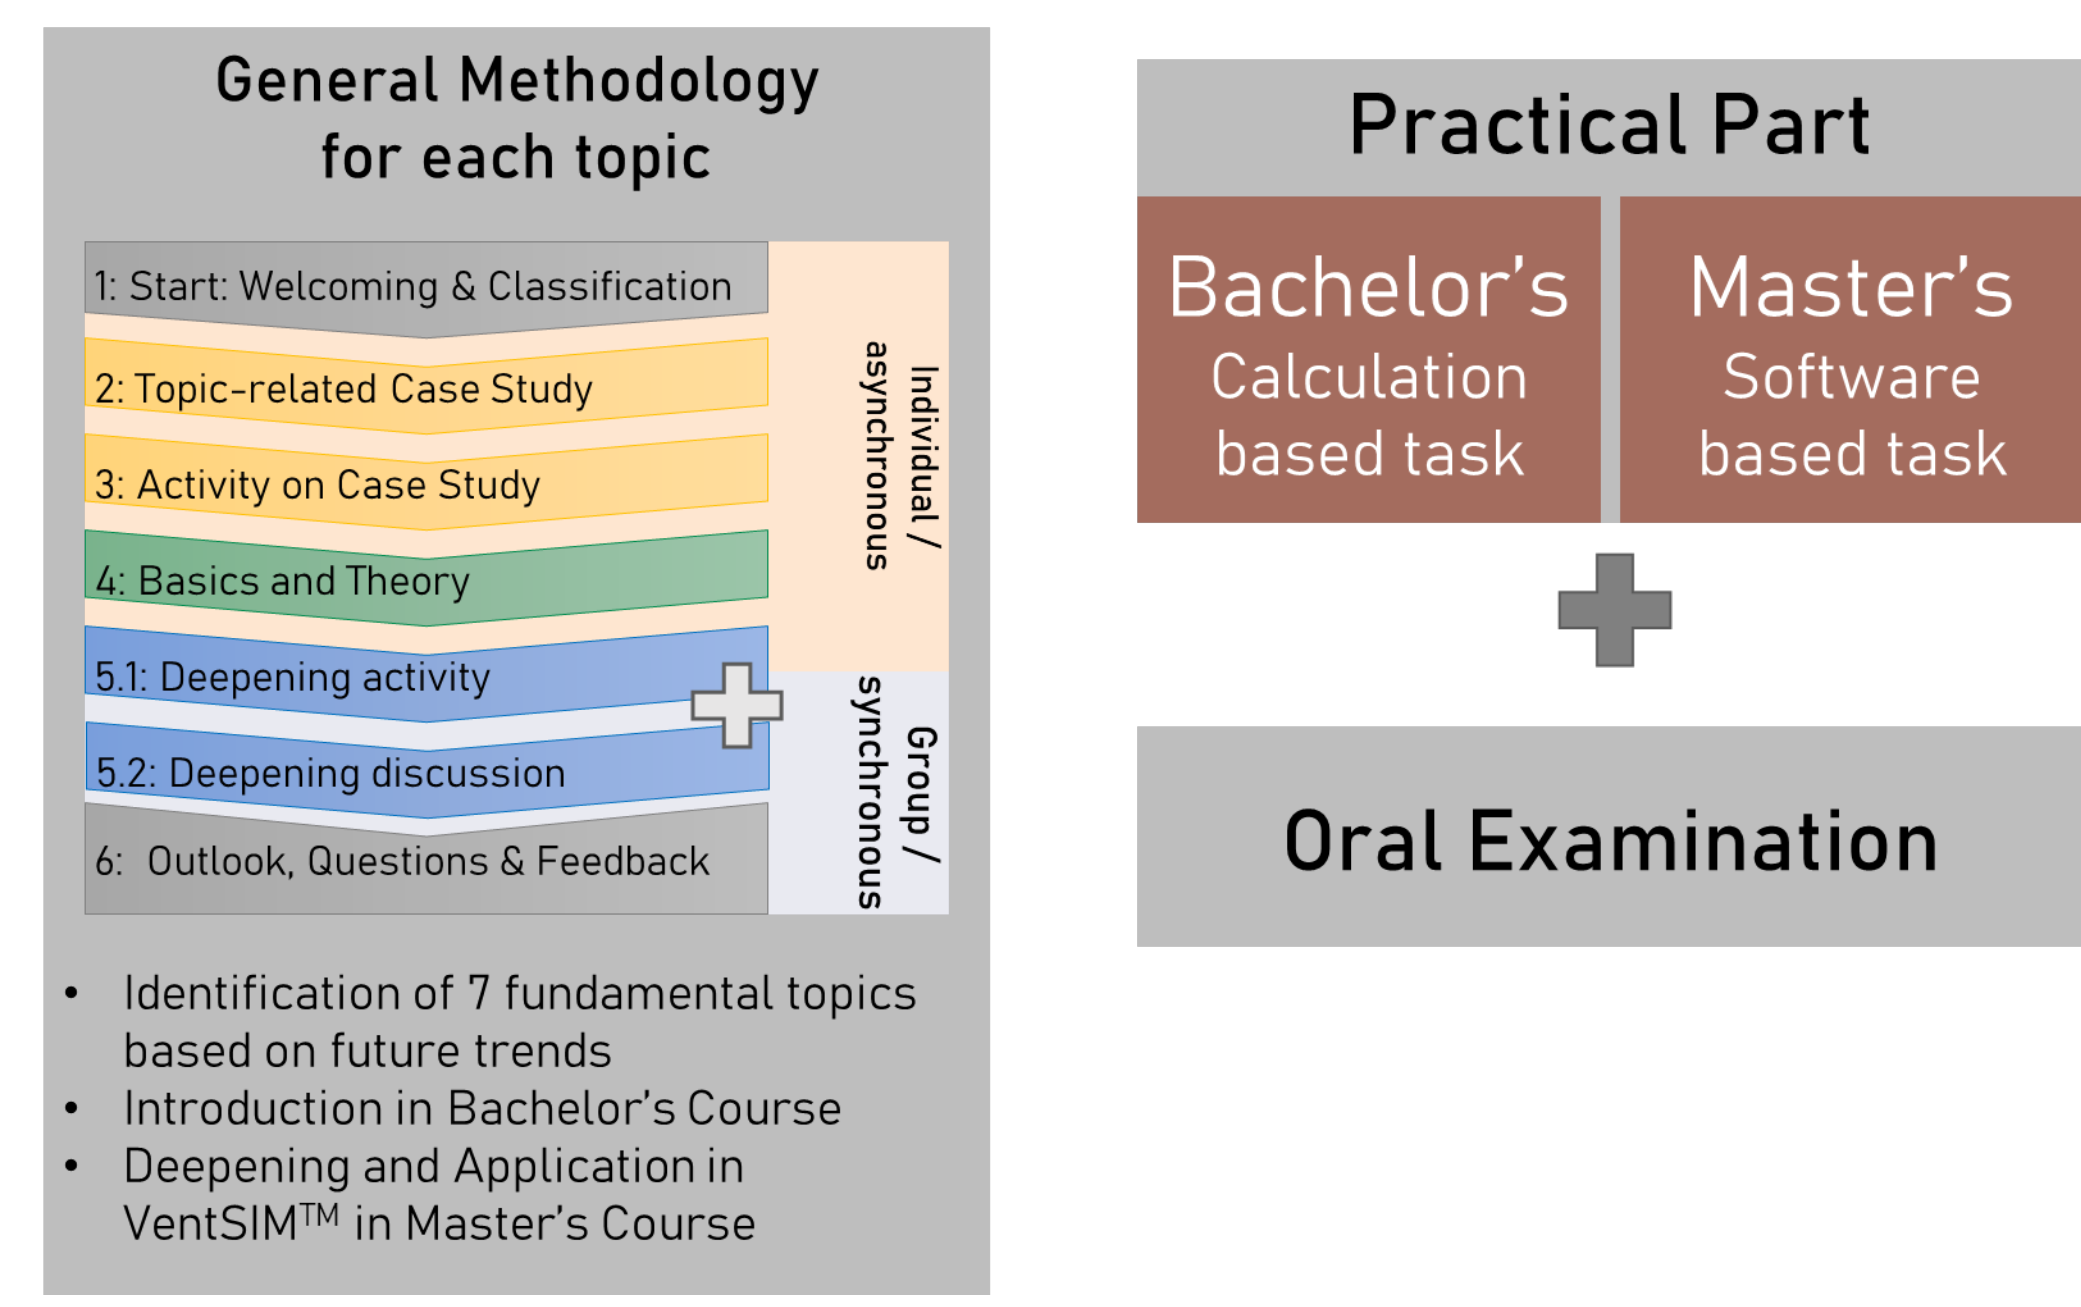 General Methodology
for each topic
1: Start: Welcoming & Classification
2: Topic-related Case Study
3: Activity on Case Study
4: Basics and Theory
5.1: Deepening activity
5.2: Deepening discussion
6: Outlook, Questions & Feedback
Individual /
asynchronous
Group /
synchronous
• Identification of 7 fundamental topics
based on future trends
• Introduction in Bachelor’s Course
• Deepening and Application in
VentSIM™ in Master’s Course
Practical Part
Bachelor’s
Calculation
based task
Master’s
Software
based task
Oral Examination